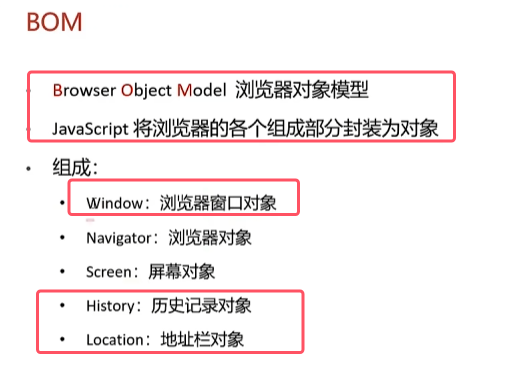 BOM
Browser Object Model 浏览器对象模型
JavaScript 将浏览器的各个组成部分封装为对象
• 组成：
• Window：浏览器窗口对象
• Navigator：浏览器对象
• Screen：屏幕对象
• History：历史记录对象
• Location：地址栏对象